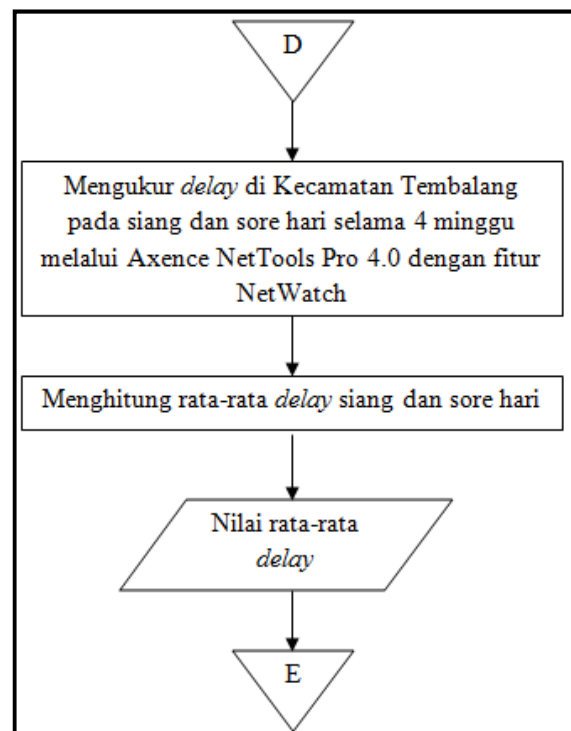 D
Mengukur delay di Kecamatan Tembalang
pada siang dan sore hari selama 4 minggu
melalui Axence NetTools Pro 4.0 dengan fitur
NetWatch
Menghitung rata-rata delay siang dan sore hari
Nilai rata-rata
delay
E